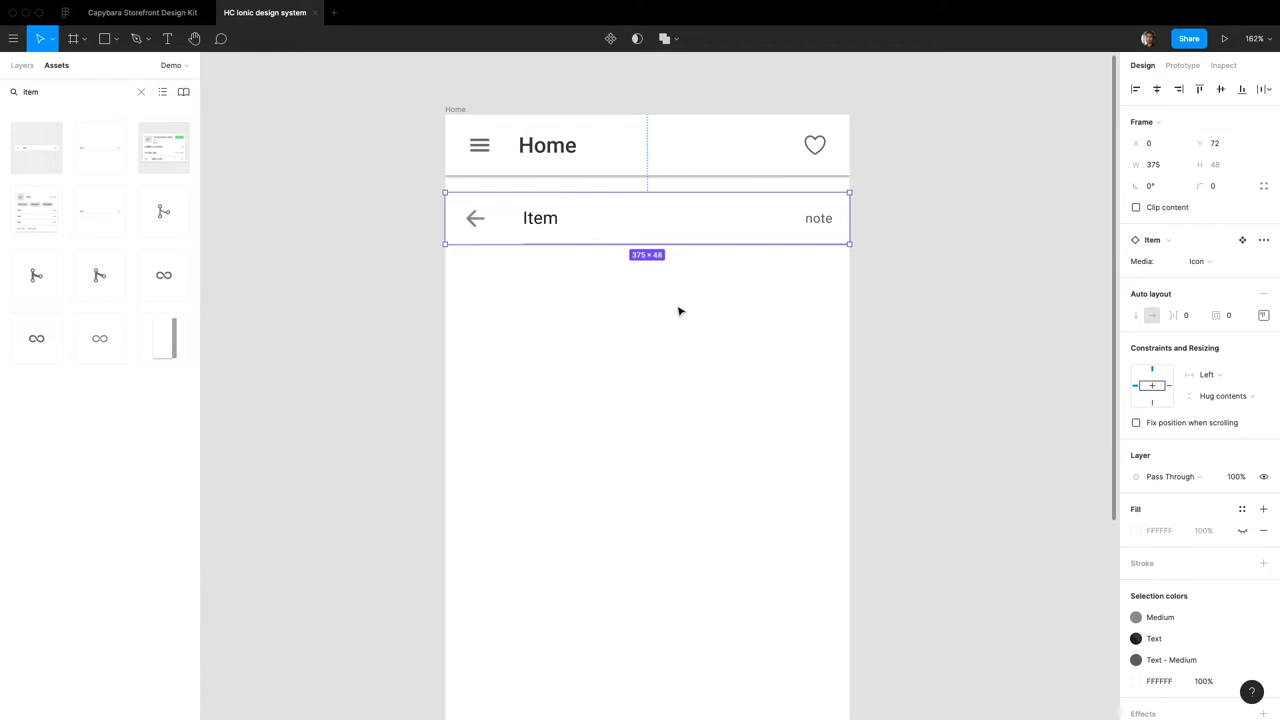 Capybara Storefront Design Kit
HC Ionic design system
Share
162%
Layers
Assets
Demo
item
Home
Home
Item
note
375 × 48
Design
Prototype
Inspect
Frame
X 0 Y 72
W 375 H 48
0° 0
Clip content
Item
Media: Icon
Auto layout
0 0
Constraints and Resizing
Left
Hug contents
Fix position when scrolling
Layer
Pass Through 100%
Fill
FFFFFF 100%
Stroke
Selection colors
Medium
Text
Text - Medium
FFFFFF 100%
Effects
?